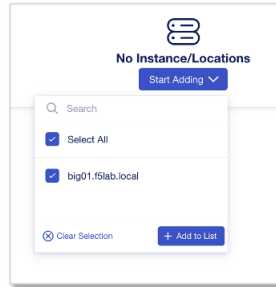 No Instance/Locations
Start Adding
Search
Select All
big01.f5lab.local
Clear Selection
+ Add to List